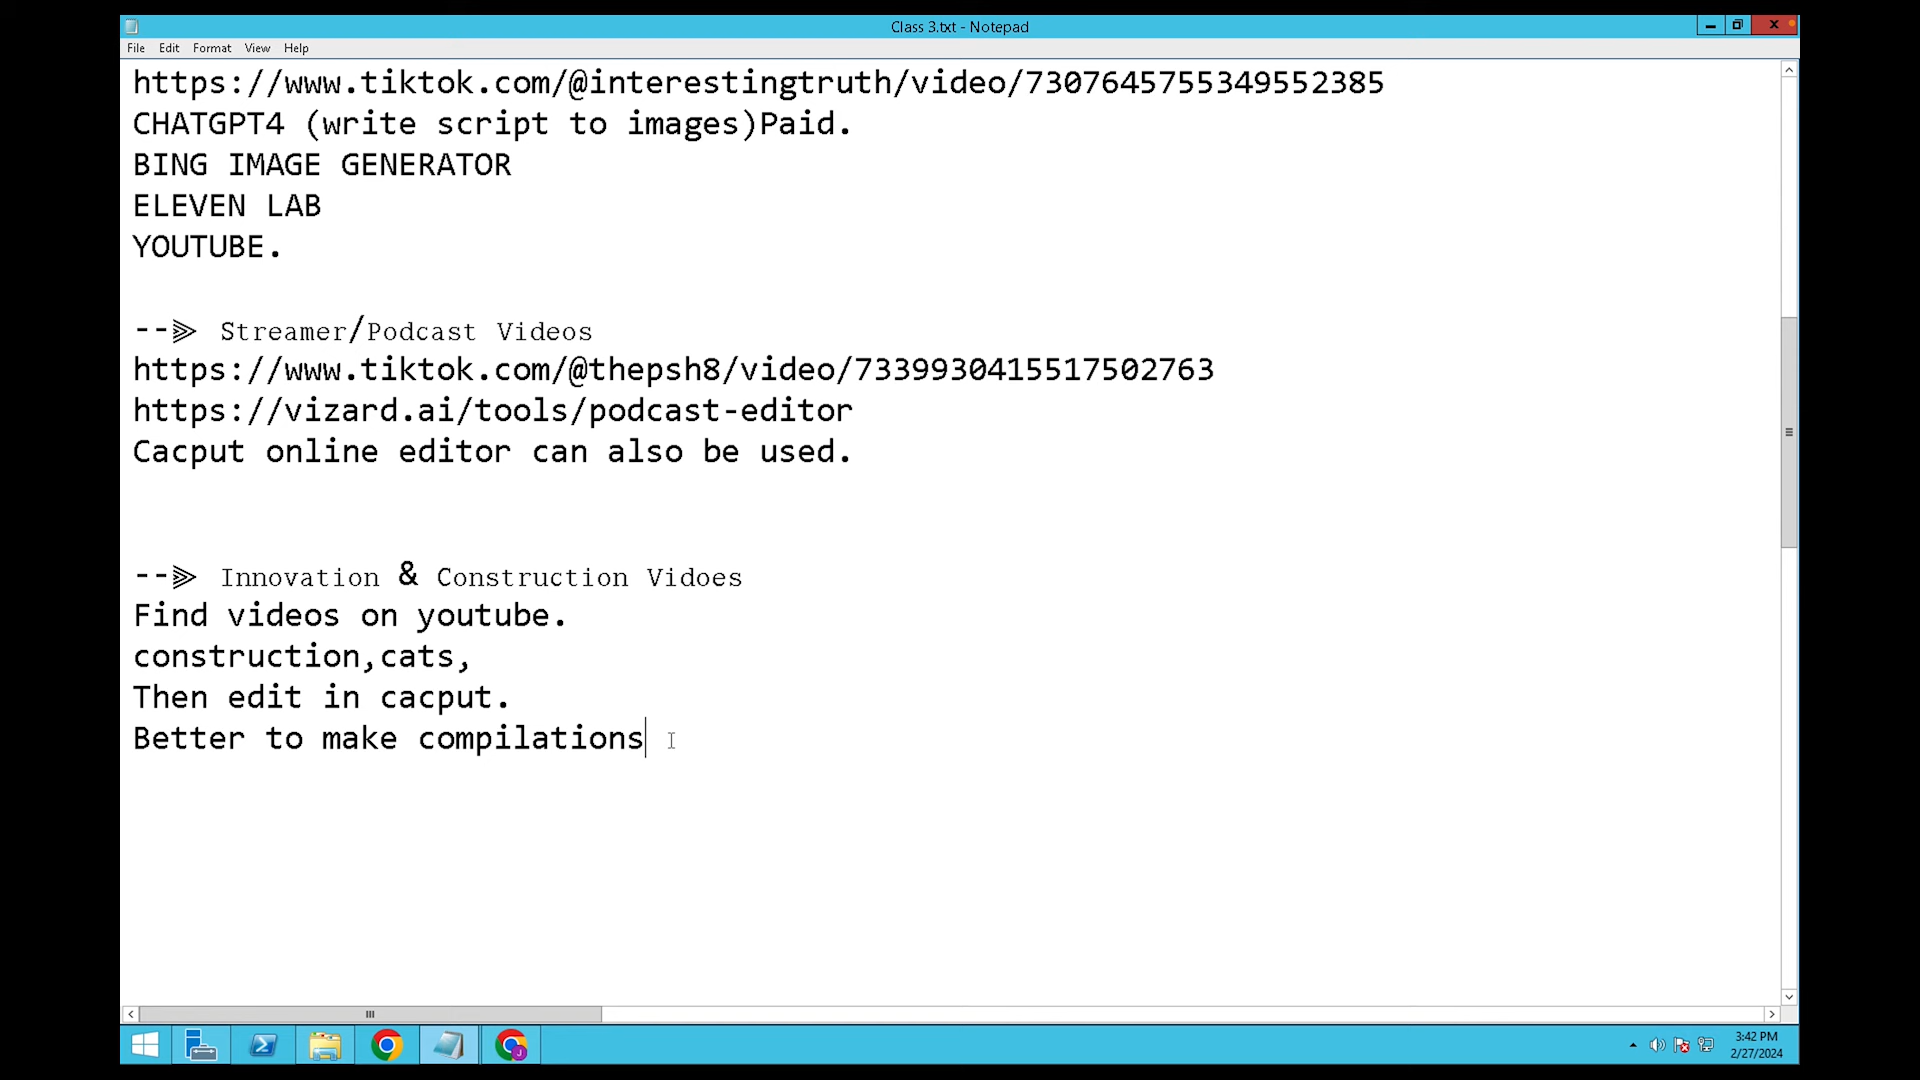 Class 3.txt - Notepad
File Edit Format View Help
https://www.tiktok.com/@interestingtruth/video/7307645755349552385
CHATGPT4 (write script to images)Paid.
BING IMAGE GENERATOR
ELEVEN LAB
YOUTUBE.
--⫸ Streamer/Podcast Videos
https://www.tiktok.com/@thepsh8/video/7339930415517502763
https://vizard.ai/tools/podcast-editor
Cacput online editor can also be used.
--⫸ Innovation & Construction Vidoes
Find videos on youtube.
construction,cats,
Then edit in cacput.
Better to make compilations
3:42 PM
2/27/2024